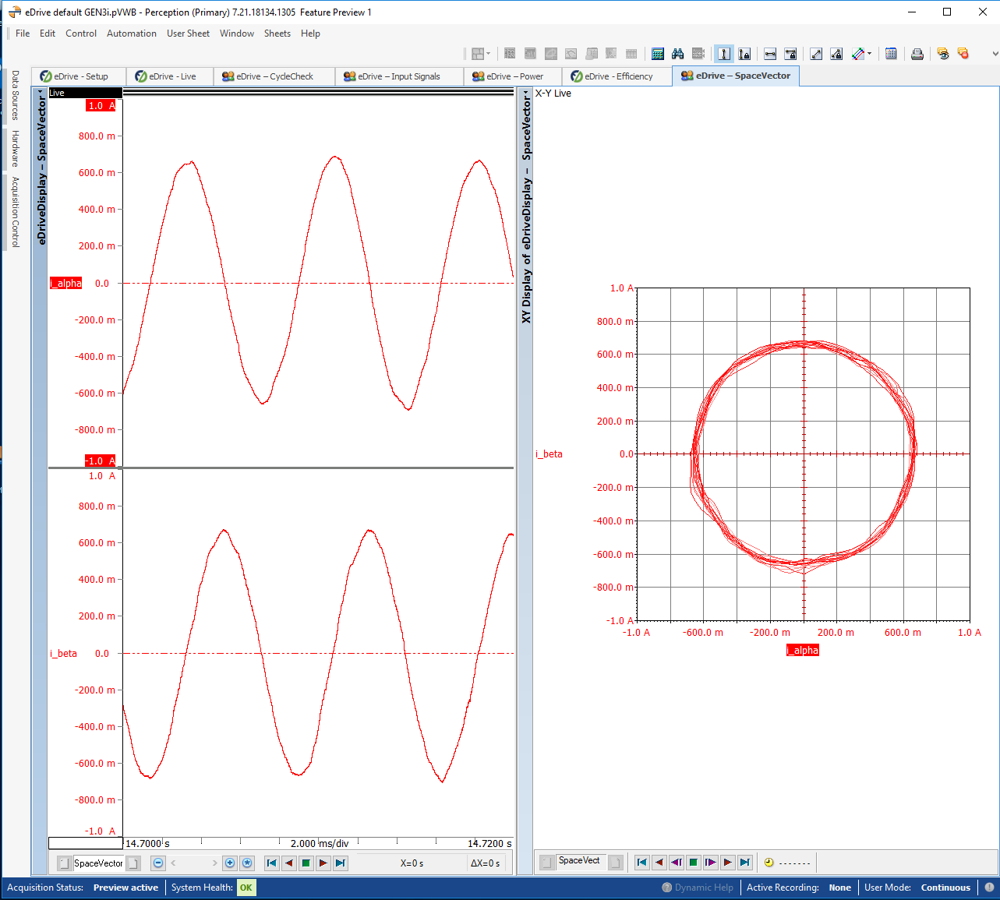 eDrive default GEN3i.pVWB - Perception (Primary) 7.21.18134.1305 Feature Preview 1
File Edit Control Automation User Sheet Window Sheets Help
eDrive - Setup eDrive - Live eDrive – CycleCheck eDrive – Input Signals eDrive – Power eDrive - Efficiency eDrive – SpaceVector
Data Sources
Hardware
Acquisition Control
eDriveDisplay – SpaceVector
Live
1.0 A
800.0 m
600.0 m
400.0 m
200.0 m
i_alpha 0.0
-200.0 m
-400.0 m
-600.0 m
-800.0 m
-1.0 A
1.0 A
800.0 m
600.0 m
400.0 m
200.0 m
i_beta 0.0
-200.0 m
-400.0 m
-600.0 m
-800.0 m
-1.0 A
14.7000 s 2.000 ms/div 14.7200 s
SpaceVector X=0 s ΔX=0 s
XY Display of eDriveDisplay – SpaceVector
X-Y Live
1.0 A
800.0 m
600.0 m
400.0 m
200.0 m
i_beta 0.0
-200.0 m
-400.0 m
-600.0 m
-800.0 m
-1.0 A
-1.0 A -600.0 m -200.0 m 200.0 m 600.0 m 1.0 A
i_alpha
SpaceVect -------
Acquisition Status: Preview active System Health: OK Dynamic Help Active Recording: None User Mode: Continuous